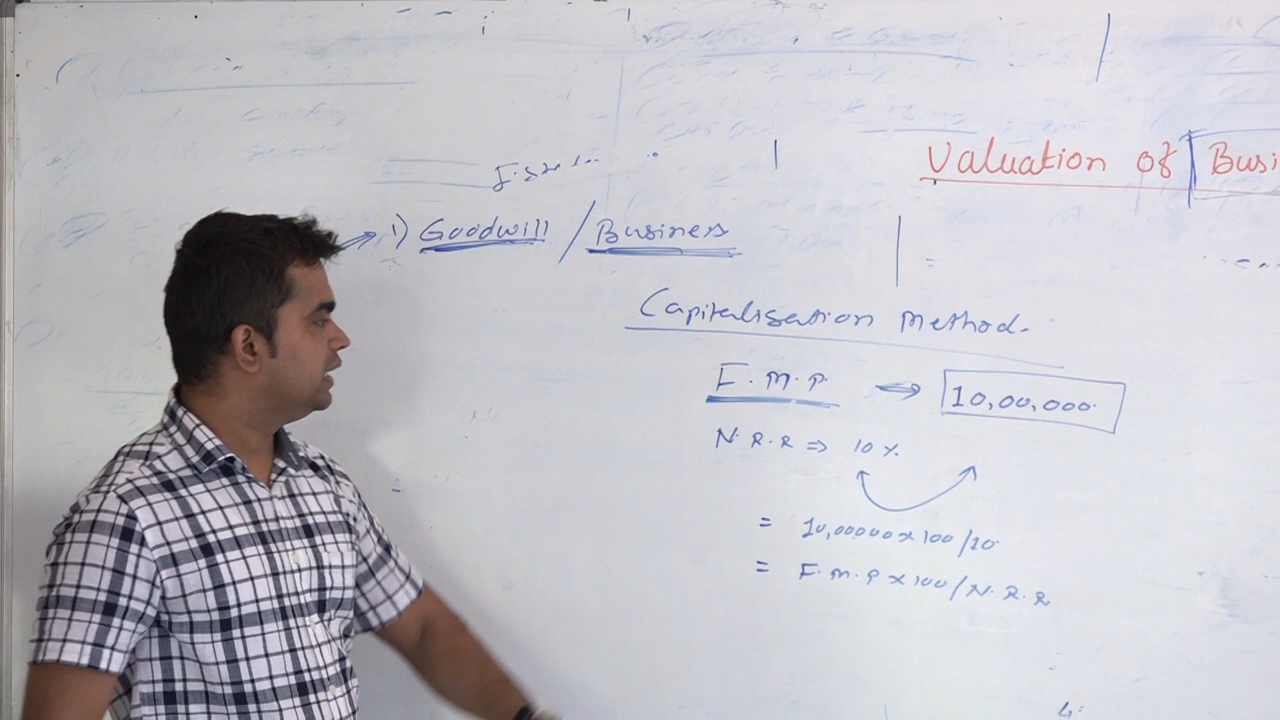 Valuation of Busi
1) Goodwill / Business
Capitalisation Method.
F.M.P. → 10,00,000.
N.R.R ⇒ 10%
= 10,00000 x 100 /10.
= F.M.P x 100 / N.R.R